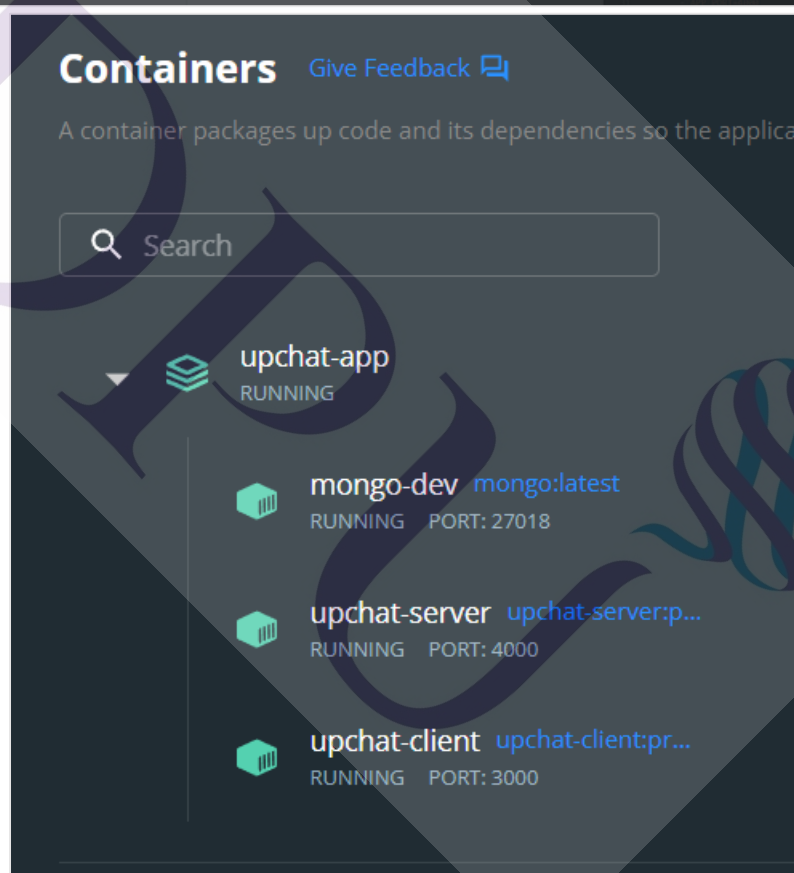 Containers Give Feedback
A container packages up code and its dependencies so the applica
Search
upchat-app
RUNNING
mongo-dev mongo:latest
RUNNING PORT: 27018
upchat-server upchat-server:p...
RUNNING PORT: 4000
upchat-client upchat-client:pr...
RUNNING PORT: 3000
DPU